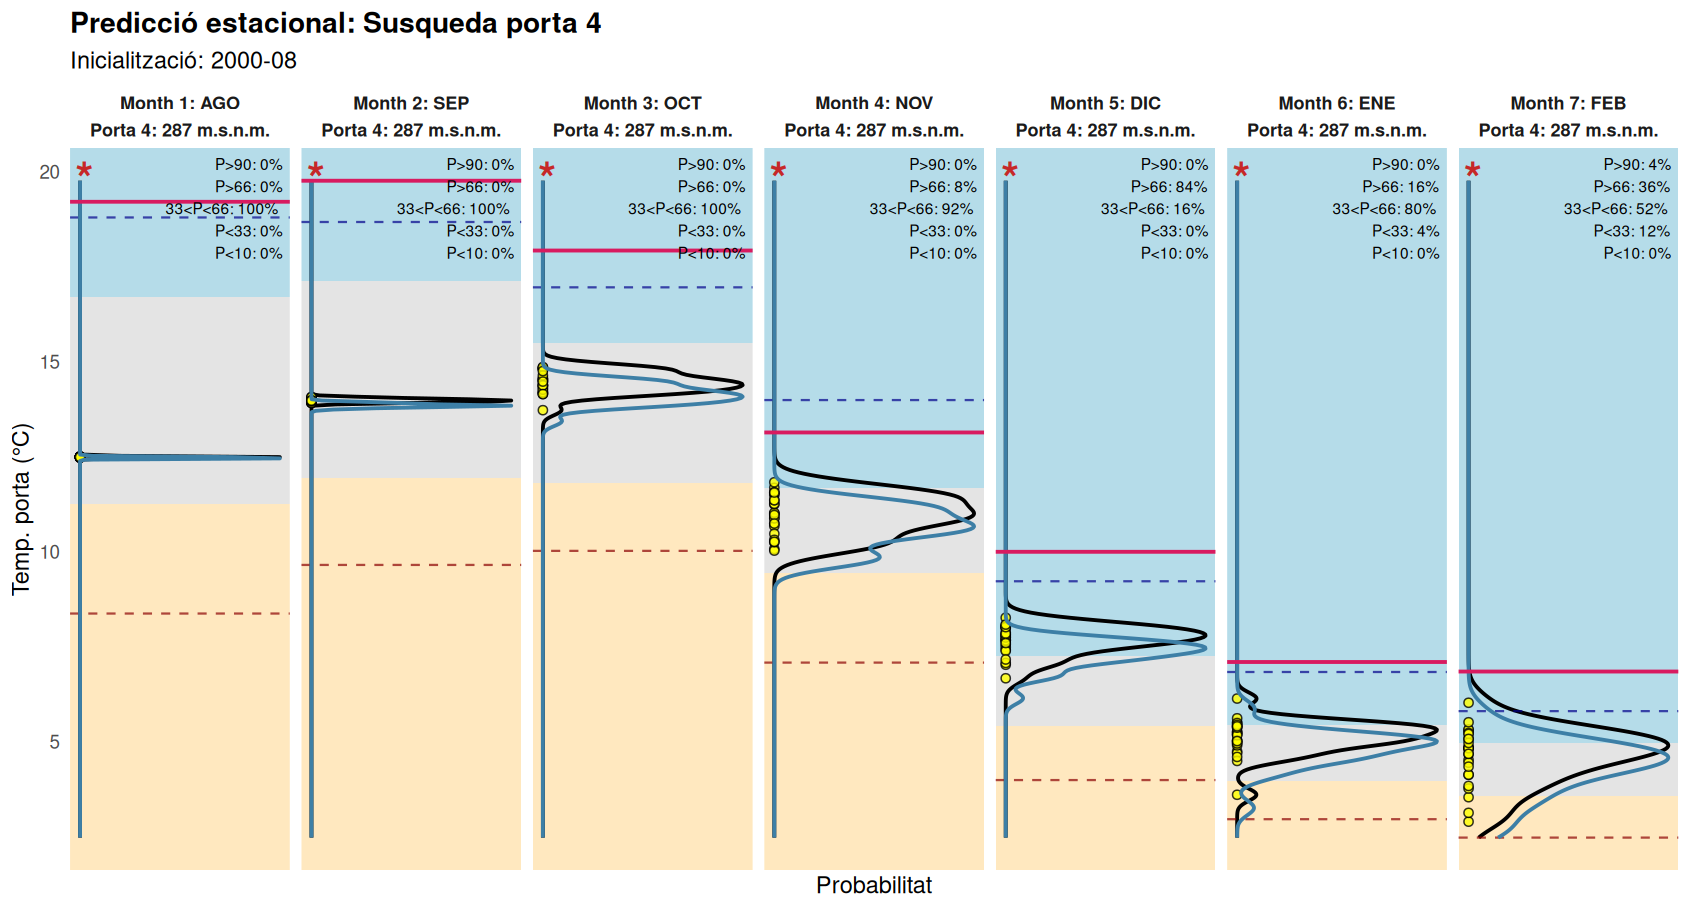 Predicció estacional: Susqueda porta 4
Inicialització: 2000-08
Month 1: AGO
Porta 4: 287 m.s.n.m.
Month 2: SEP
Porta 4: 287 m.s.n.m.
Month 3: OCT
Porta 4: 287 m.s.n.m.
Month 4: NOV
Porta 4: 287 m.s.n.m.
Month 5: DIC
Porta 4: 287 m.s.n.m.
Month 6: ENE
Porta 4: 287 m.s.n.m.
Month 7: FEB
Porta 4: 287 m.s.n.m.
Temp. porta (°C)
20
15
10
5
*
P>90: 0%
P>66: 0%
33<P<66: 100%
P<33: 0%
P<10: 0%
*
P>90: 0%
P>66: 0%
33<P<66: 100%
P<33: 0%
P<10: 0%
*
P>90: 0%
P>66: 0%
33<P<66: 100%
P<33: 0%
P<10: 0%
*
P>90: 0%
P>66: 8%
33<P<66: 92%
P<33: 0%
P<10: 0%
*
P>90: 0%
P>66: 84%
33<P<66: 16%
P<33: 0%
P<10: 0%
*
P>90: 0%
P>66: 16%
33<P<66: 80%
P<33: 4%
P<10: 0%
*
P>90: 4%
P>66: 36%
33<P<66: 52%
P<33: 12%
P<10: 0%
Probabilitat